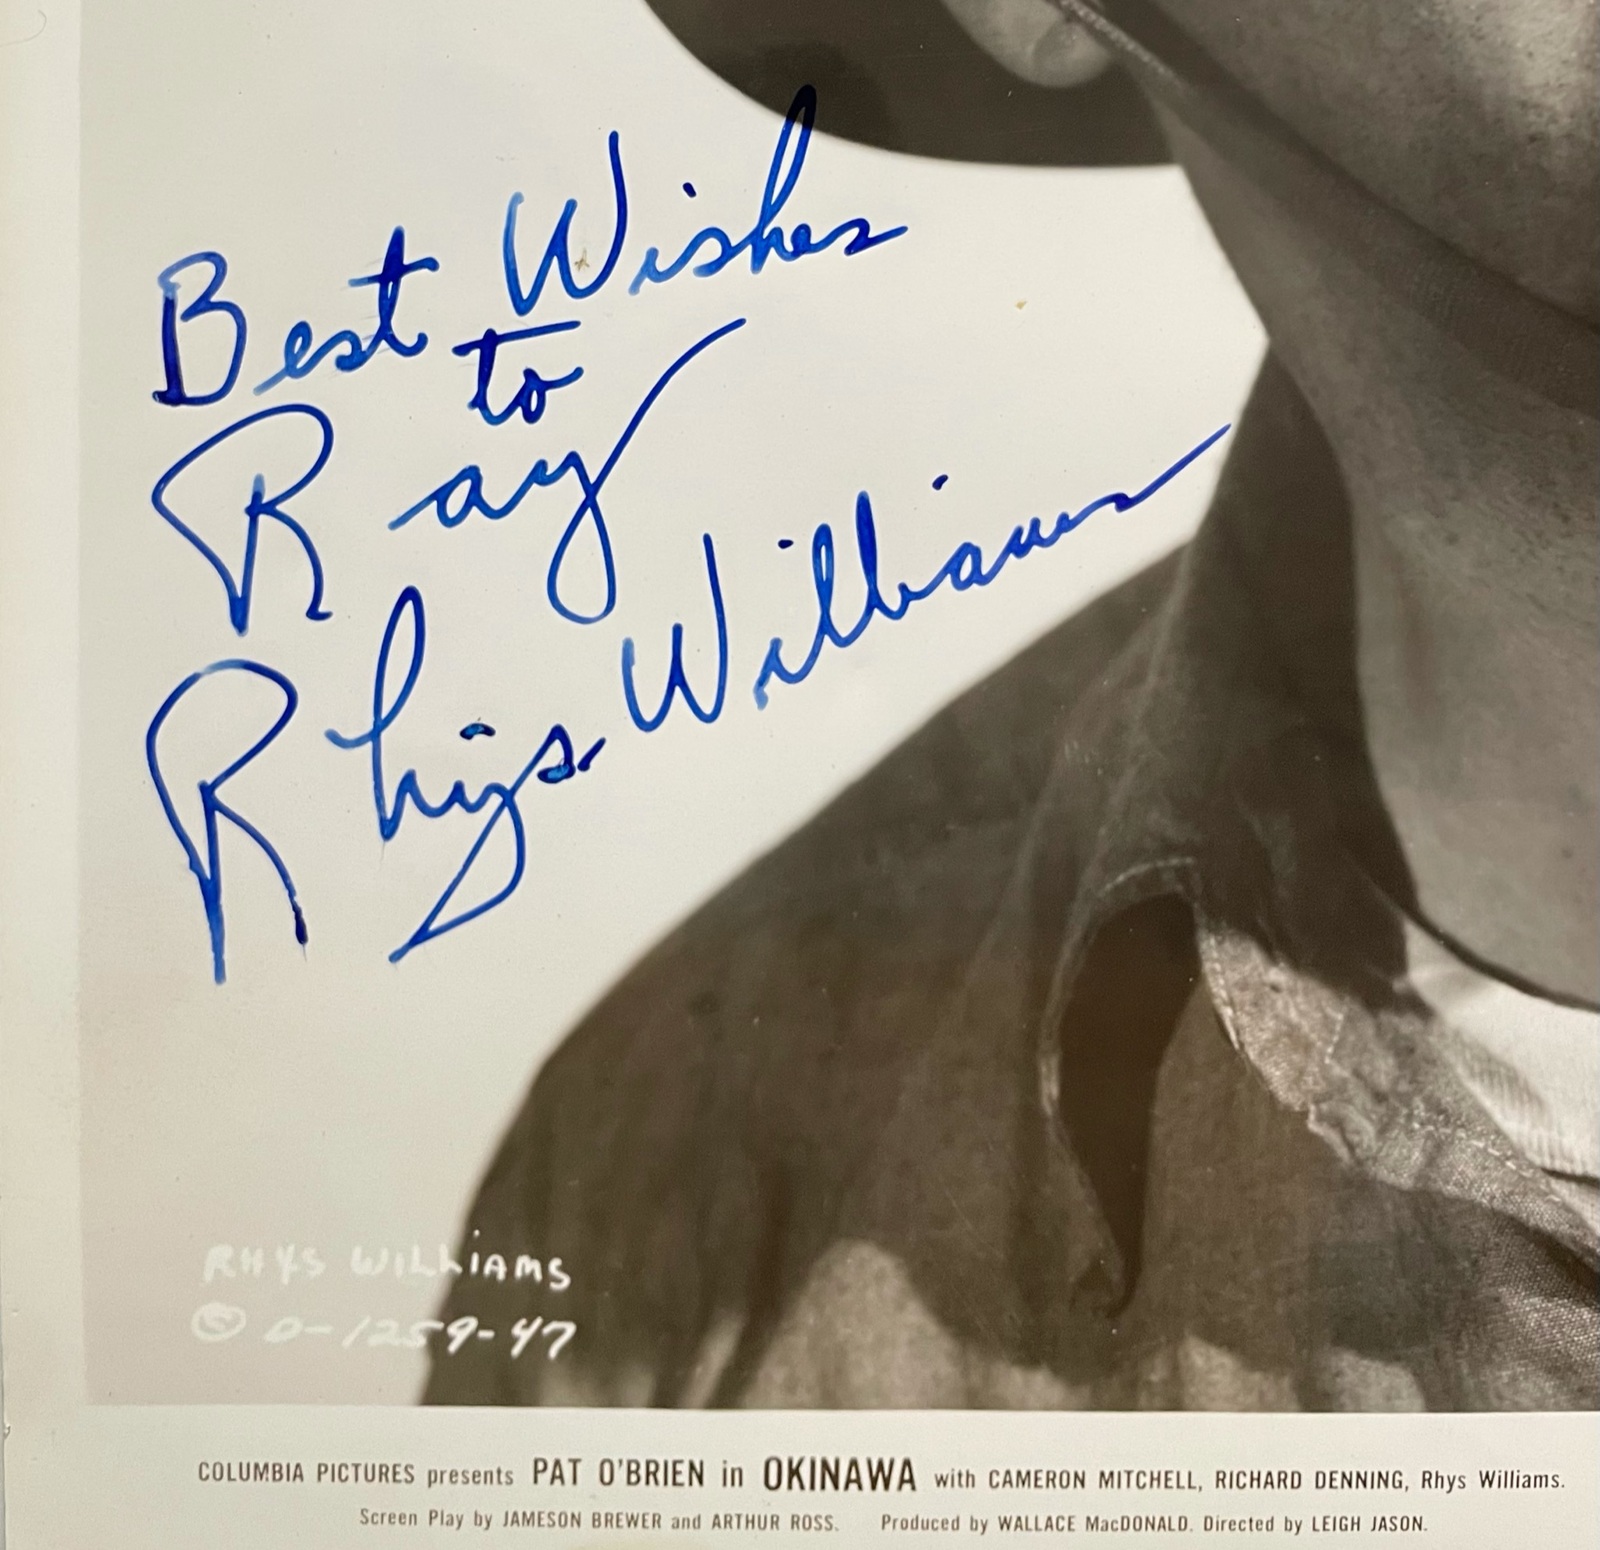 Best Wishes
to
Ray
Rhys Williams
RHYS WILLIAMS
© D-1259-47
COLUMBIA PICTURES presents PAT O'BRIEN in OKINAWA with CAMERON MITCHELL, RICHARD DENNING, Rhys Williams.
Screen Play by JAMESON BREWER and ARTHUR ROSS. Produced by WALLACE MacDONALD. Directed by LEIGH JASON.